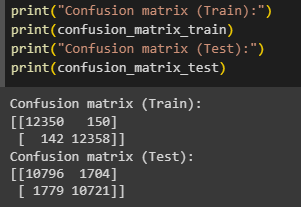 print("Confusion matrix (Train):")
print(confusion_matrix_train)
print("Confusion matrix (Test):")
print(confusion_matrix_test)
Confusion matrix (Train):
[[12350   150]
 [  142 12358]]
Confusion matrix (Test):
[[10796  1704]
 [ 1779 10721]]